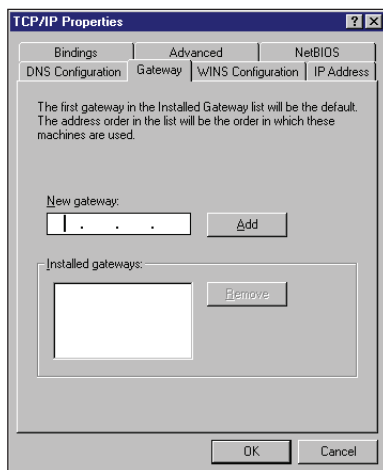 TCP/IP Properties
Bindings Advanced NetBIOS
DNS Configuration Gateway WINS Configuration IP Address
The first gateway in the Installed Gateway list will be the default.
The address order in the list will be the order in which these
machines are used.
New gateway:
. . .
Add
Installed gateways:
Remove
OK Cancel